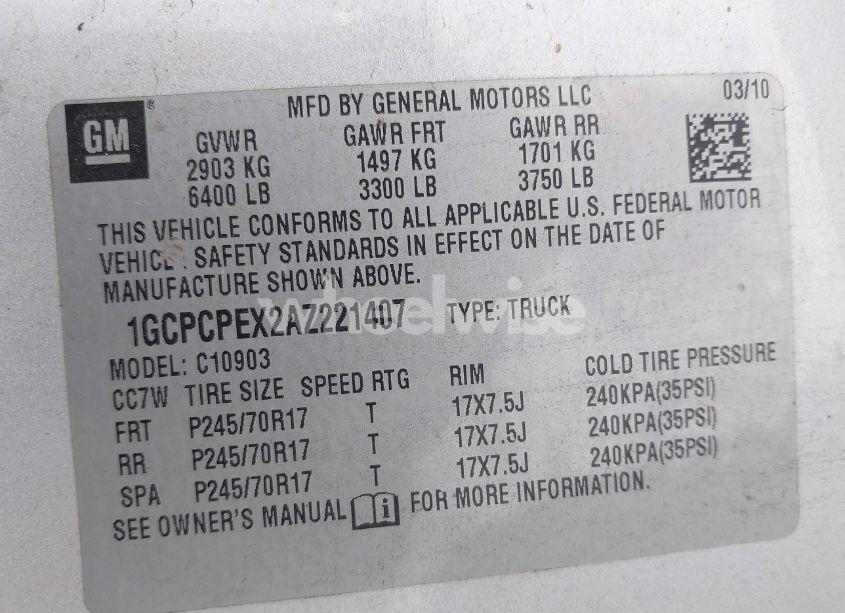 GM®
MFD BY GENERAL MOTORS LLC 03/10
GVWR GAWR FRT GAWR RR
2903 KG 1497 KG 1701 KG
6400 LB 3300 LB 3750 LB
THIS VEHICLE CONFORMS TO ALL APPLICABLE U.S. FEDERAL MOTOR
VEHICL : SAFETY STANDARDS IN EFFECT ON THE DATE OF
MANUFACTURE SHOWN ABOVE.
wheelwise
1GCPCPEX2AZ221407 TYPE: TRUCK
MODEL: C10903
CC7W TIRE SIZE SPEED RTG RIM COLD TIRE PRESSURE
FRT P245/70R17 T 17X7.5J 240KPA(35PSI)
RR P245/70R17 T 17X7.5J 240KPA(35PSI)
SPA P245/70R17 T 17X7.5J 240KPA(35PSI)
SEE OWNER'S MANUAL i FOR MORE INFORMATION.